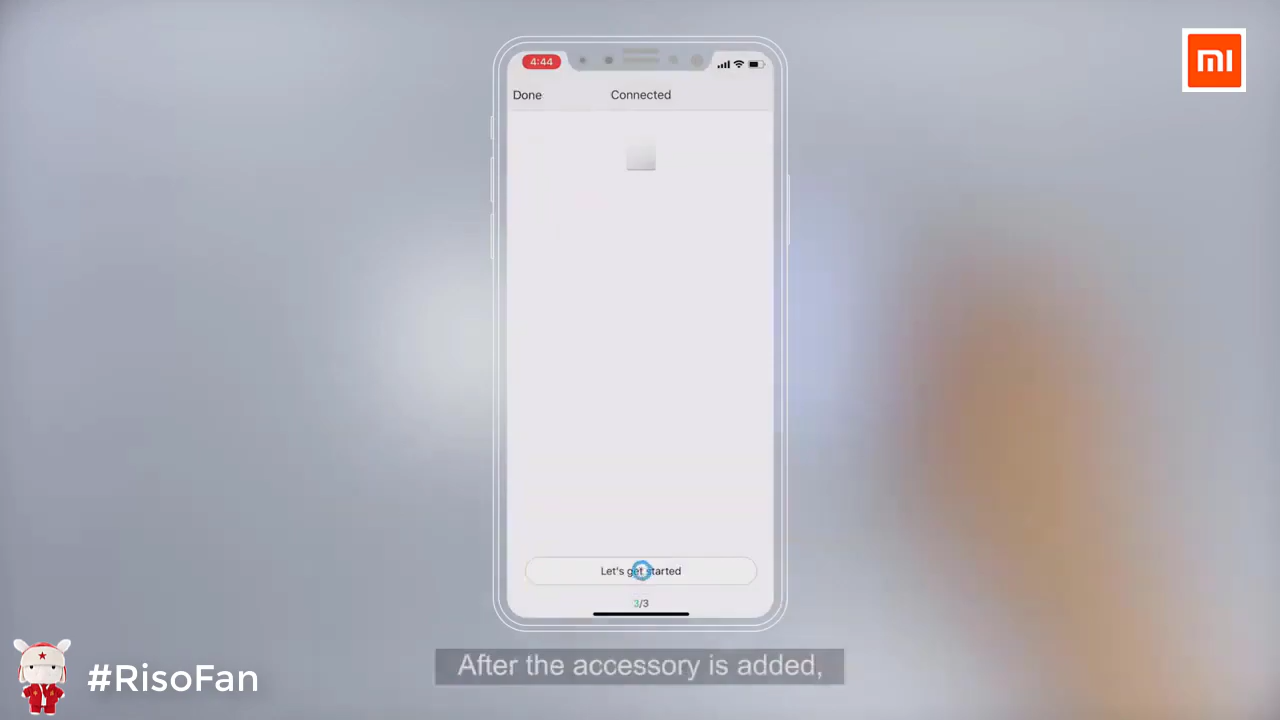 4:44
Done
Connected
Let's get started
3/3
After the accessory is added,
#RisoFan
mi